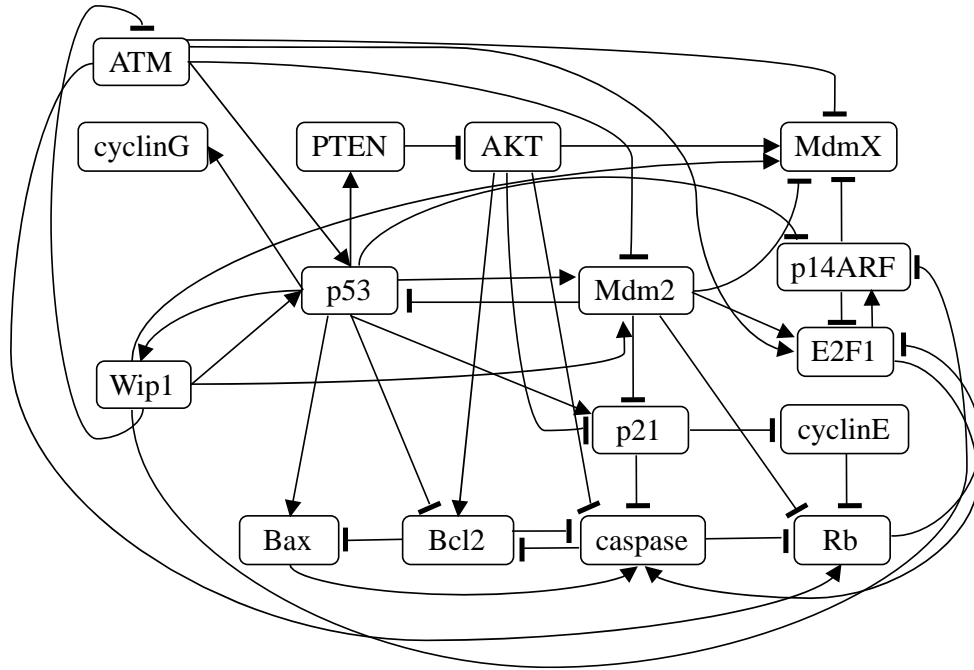 ATM
cyclinG
PTEN
AKT
MdmX
p14ARF
p53
Mdm2
E2F1
Wip1
p21
cyclinE
Bax
Bcl2
caspase
Rb